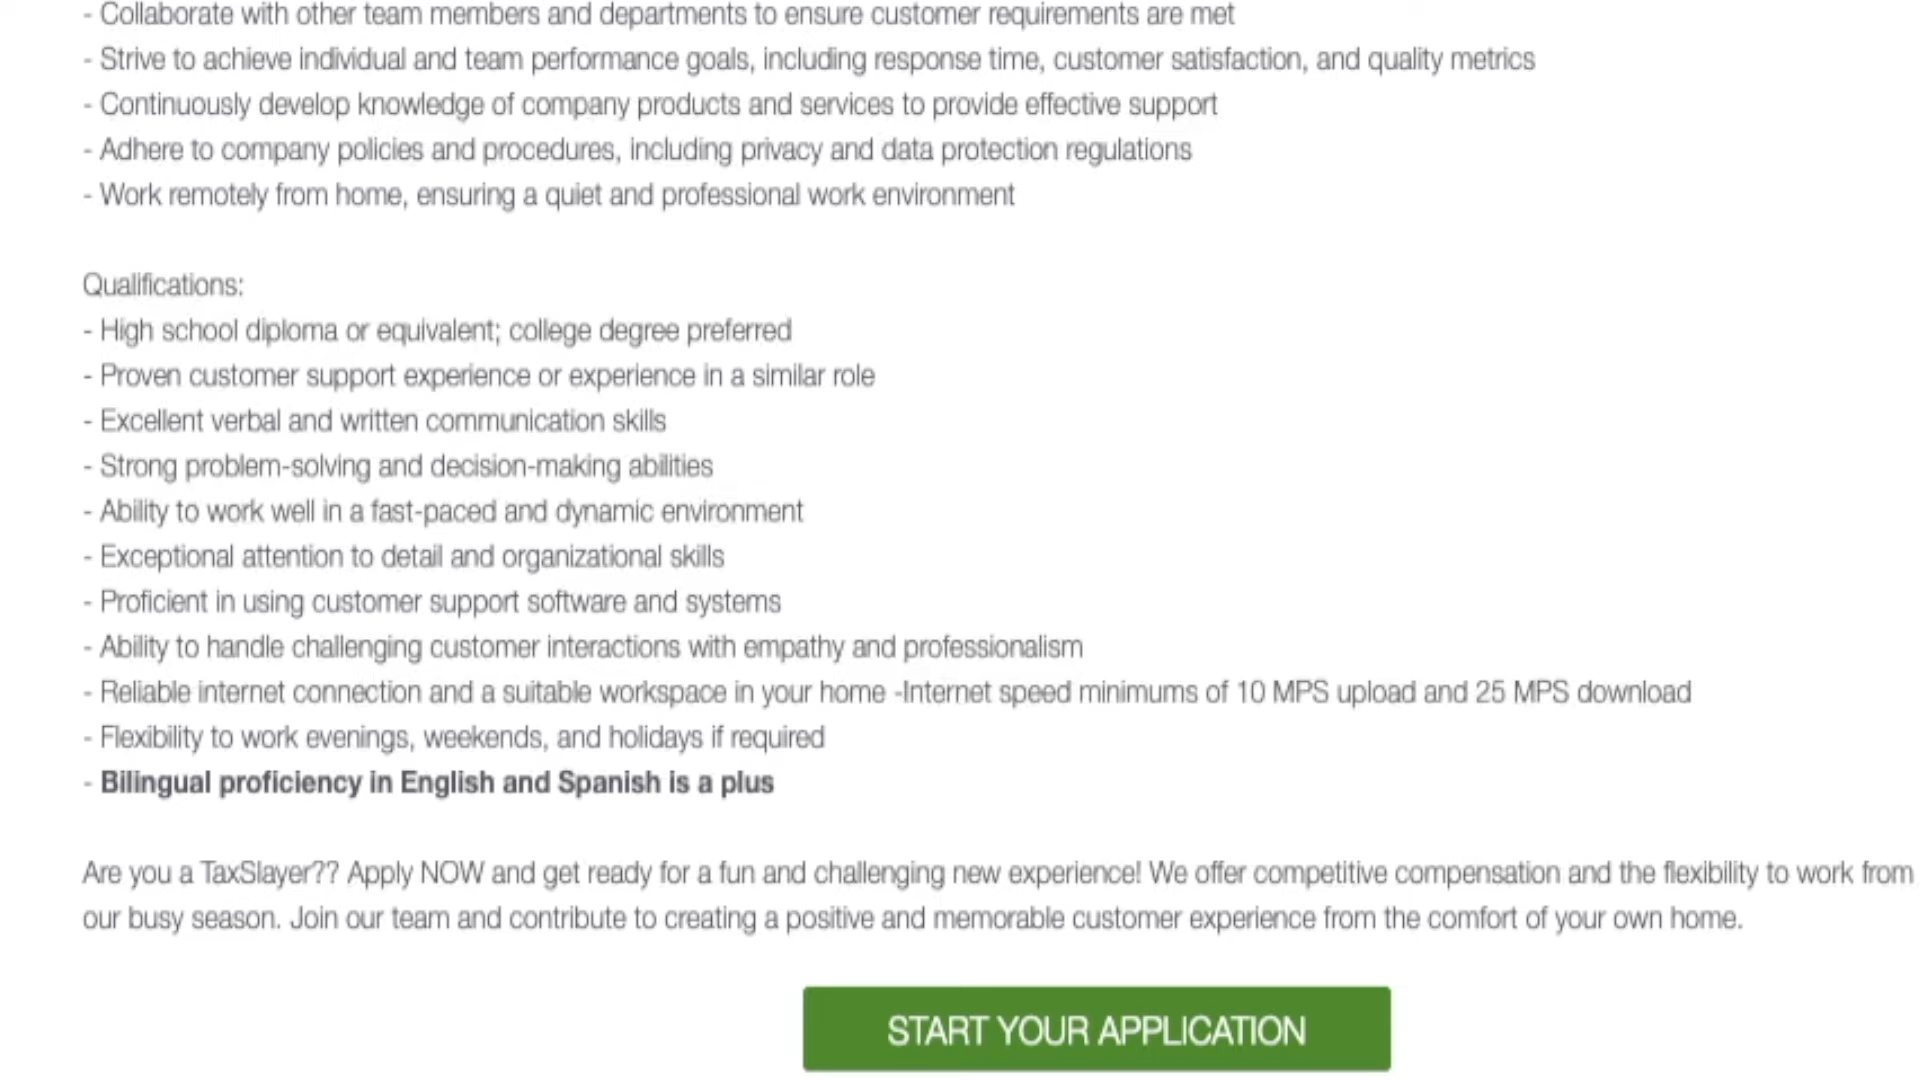 - Collaborate with other team members and departments to ensure customer requirements are met
- Strive to achieve individual and team performance goals, including response time, customer satisfaction, and quality metrics
- Continuously develop knowledge of company products and services to provide effective support
- Adhere to company policies and procedures, including privacy and data protection regulations
- Work remotely from home, ensuring a quiet and professional work environment
Qualifications:
- High school diploma or equivalent; college degree preferred
- Proven customer support experience or experience in a similar role
- Excellent verbal and written communication skills
- Strong problem-solving and decision-making abilities
- Ability to work well in a fast-paced and dynamic environment
- Exceptional attention to detail and organizational skills
- Proficient in using customer support software and systems
- Ability to handle challenging customer interactions with empathy and professionalism
- Reliable internet connection and a suitable workspace in your home -Internet speed minimums of 10 MPS upload and 25 MPS download
- Flexibility to work evenings, weekends, and holidays if required
- Bilingual proficiency in English and Spanish is a plus
Are you a TaxSlayer?? Apply NOW and get ready for a fun and challenging new experience! We offer competitive compensation and the flexibility to work from
our busy season. Join our team and contribute to creating a positive and memorable customer experience from the comfort of your own home.
START YOUR APPLICATION